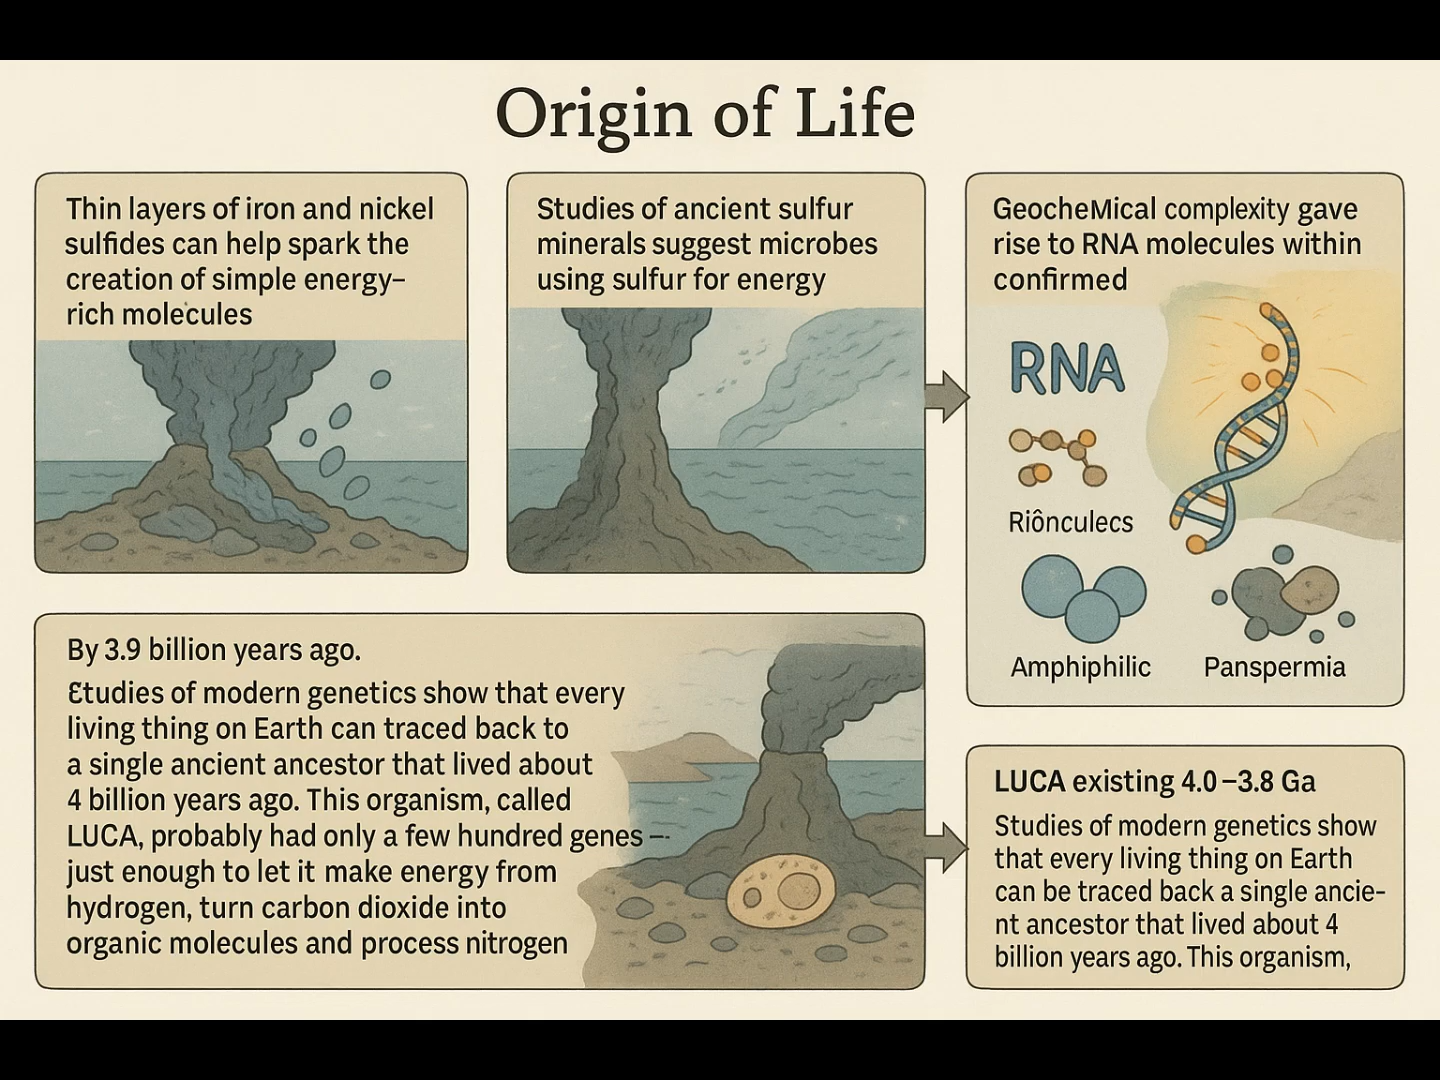 Origin of Life
Thin layers of iron and nickel
sulfides can help spark the
creation of simple energy–
rich molecules
Studies of ancient sulfur
minerals suggest microbes
using sulfur for energy
GeocheMical complexity gave
rise to RNA molecules within
confirmed
RNA
Riônculecs
Amphiphilic
Panspermia
By 3.9 billion years ago.
Ɛtudies of modern genetics show that every
living thing on Earth can traced back to
a single ancient ancestor that lived about
4 billion years ago. This organism, called
LUCA, probably had only a few hundred genes —
just enough to let it make energy from
hydrogen, turn carbon dioxide into
organic molecules and process nitrogen
LUCA existing 4.0–3.8 Ga
Studies of modern genetics show
that every living thing on Earth
can be traced back a single ancie-
nt ancestor that lived about 4
billion years ago. This organism,